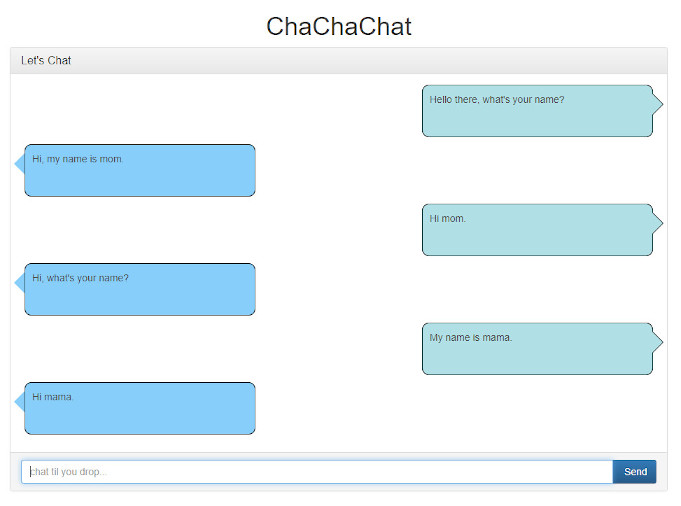 ChaChaChat
Let's Chat
Hello there, what's your name?
Hi, my name is mom.
Hi mom.
Hi, what's your name?
My name is mama.
Hi mama.
chat til you drop...
Send